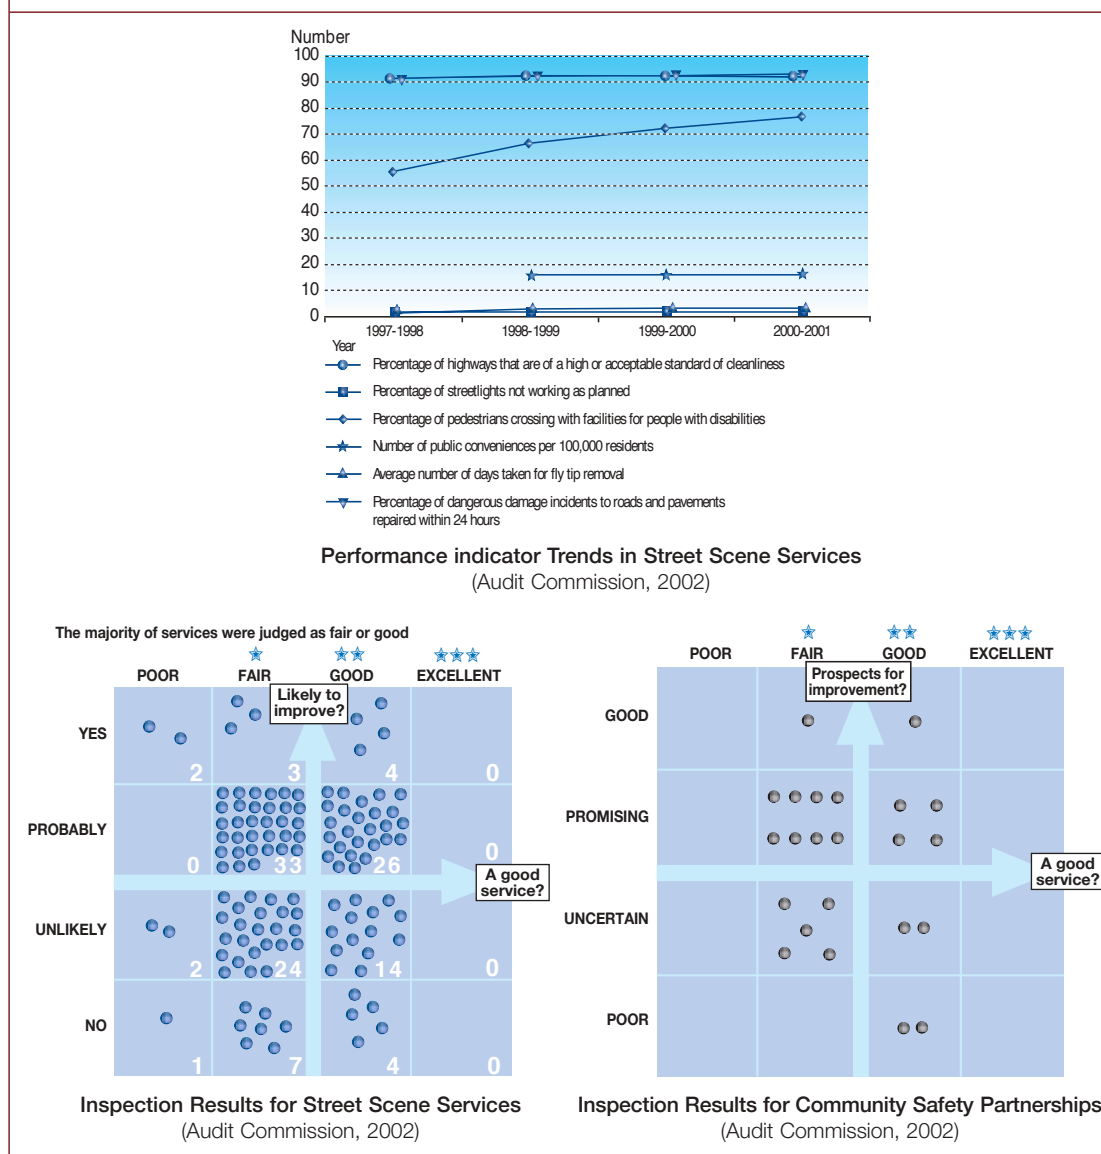 Number
100
90
80
70
60
50
40
30
20
10
0
1997-1998 1998-1999 1999-2000 2000-2001
Year
Percentage of highways that are of a high or acceptable standard of cleanliness
Percentage of streetlights not working as planned
Percentage of pedestrians crossing with facilities for people with disabilities
Number of public conveniences per 100,000 residents
Average number of days taken for fly tip removal
Percentage of dangerous damage incidents to roads and pavements
repaired within 24 hours
Performance indicator Trends in Street Scene Services
(Audit Commission, 2002)
The majority of services were judged as fair or good
POOR FAIR GOOD EXCELLENT
Likely to
improve?
YES
2 3 4 0
PROBABLY
0 33 26 0
A good
service?
UNLIKELY
2 24 14 0
NO
1 7 4 0
Inspection Results for Street Scene Services
(Audit Commission, 2002)
POOR FAIR GOOD EXCELLENT
Prospects for
improvement?
GOOD
PROMISING
A good
service?
UNCERTAIN
POOR
Inspection Results for Community Safety Partnerships
(Audit Commission, 2002)